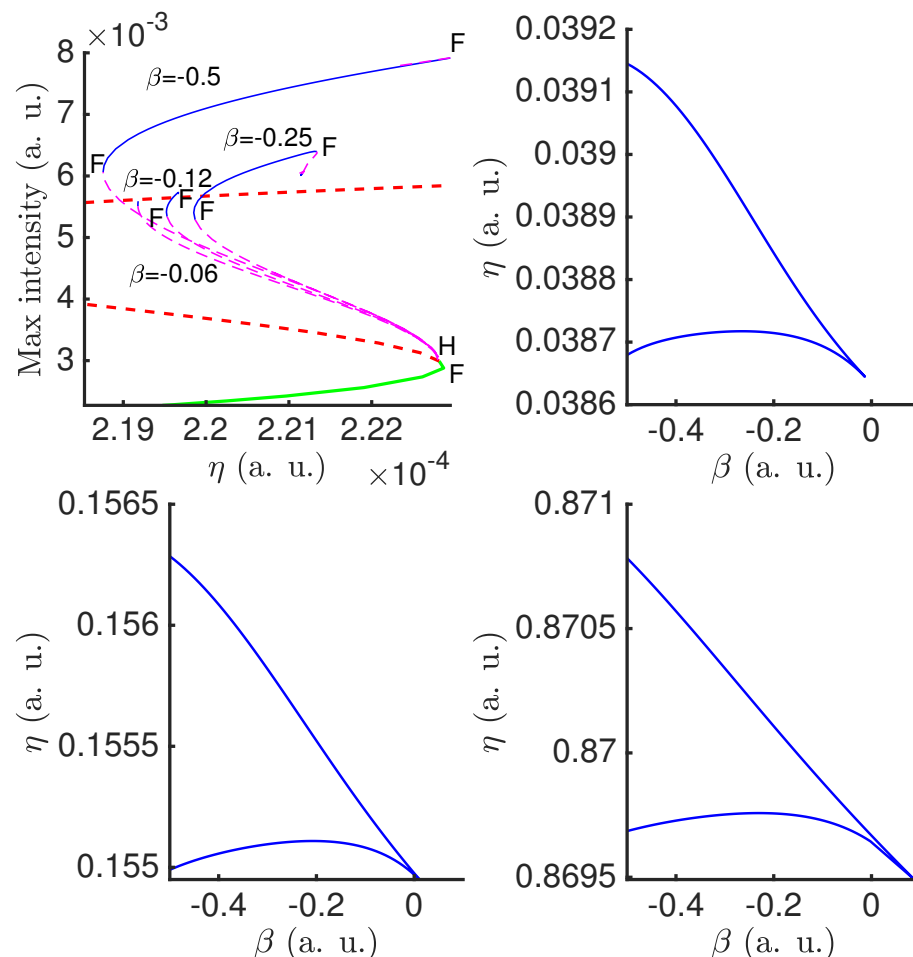 ×10⁻³
8
7
6
5
4
3
Max intensity (a. u.)
F
β=-0.5
β=-0.25
F
F
β=-0.12
F
F
F
β=-0.06
H
F
2.19
2.2
2.21
2.22
η (a. u.)
×10⁻⁴
0.0392
0.0391
0.039
0.0389
0.0388
0.0387
0.0386
η (a. u.)
-0.4
-0.2
0
β (a. u.)
0.1565
0.156
0.1555
0.155
η (a. u.)
-0.4
-0.2
0
β (a. u.)
0.871
0.8705
0.87
0.8695
η (a. u.)
-0.4
-0.2
0
β (a. u.)